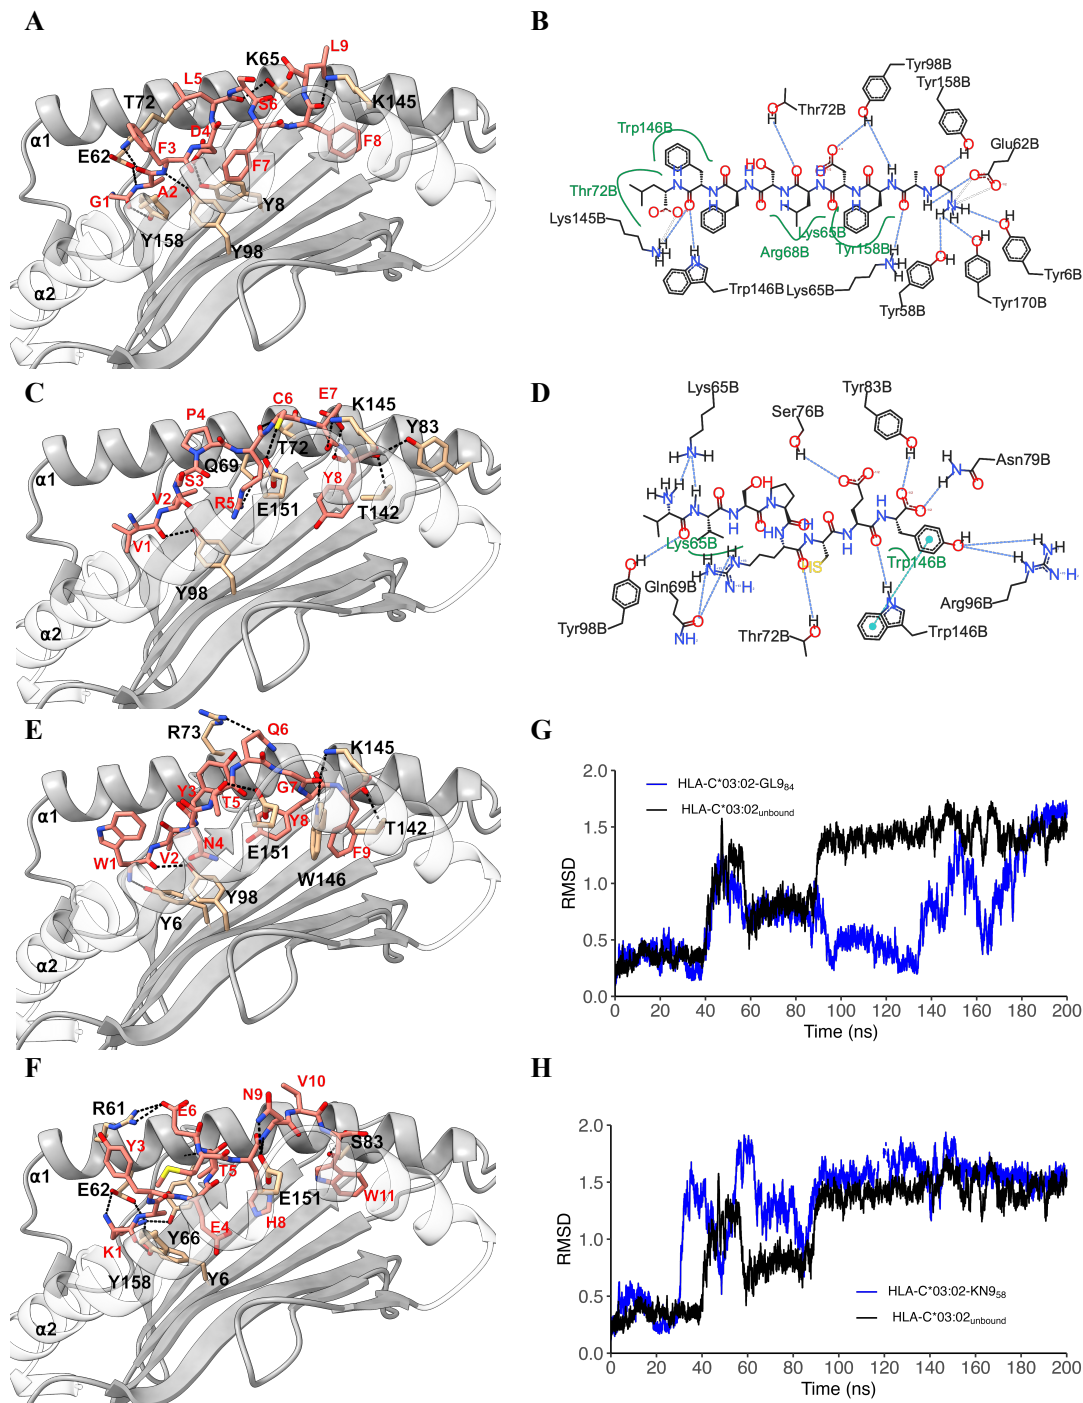 A
L9
K65
L5
T72
S6
K145
α1
D4
E62
F3
F8
F7
G1
A2
Y8
Y158
Y98
α2
B
Tyr98B
Tyr158B
Thr72B
Trp146B
Glu62B
Thr72B
Lys145B
Lys65B
Arg68B
Tyr158B
Trp146B
Lys65B
Tyr58B
Tyr170B
Tyr6B
C
E7
C6
P4
K145
Y83
T72
Q69
α1
S3
V2
R5
Y8
E151
T142
V1
Y98
α2
D
Lys65B
Tyr83B
Ser76B
Asn79B
Lys65B
Trp146B
Gln69B
Arg96B
Tyr98B
Thr72B
Trp146B
E
R73
Q6
K145
G7
Y3
T5
α1
Y8
T142
N4
E151
F9
W1
V2
W146
Y98
Y6
α2
G
2.0
HLA-C*03:02-GL9₈₄
HLA-C*03:02unbound
1.5
RMSD
1.0
0.5
0.0
0 20 40 60 80 100 120 140 160 180 200
Time (ns)
F
V10
N9
R61
E6
S83
Y3
T5
α1
E62
E151
W11
H8
E4
K1
Y66
Y158
Y6
α2
H
2.0
1.5
RMSD
1.0
0.5
HLA-C*03:02-KN9₅₈
HLA-C*03:02unbound
0.0
0 20 40 60 80 100 120 140 160 180 200
Time (ns)